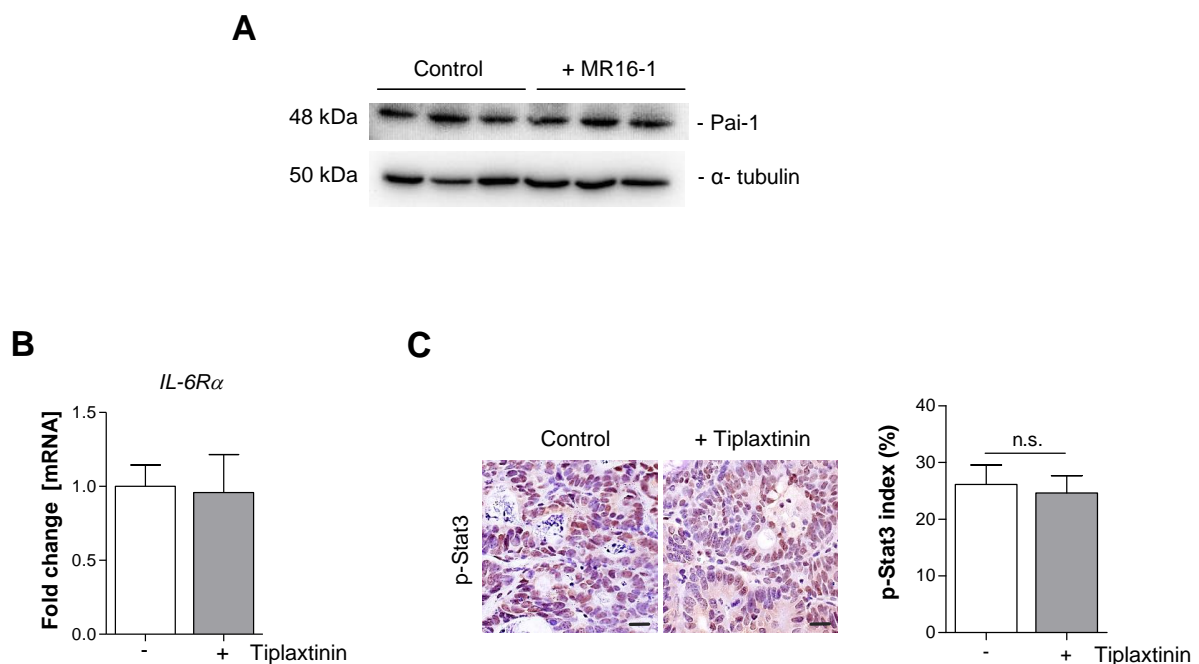 A
Control + MR16-1
48 kDa - Pai-1
50 kDa - α- tubulin
B
IL-6Rα
Fold change [mRNA]
1.5
1.0
0.5
0.0
- + Tiplaxtinin
C
Control + Tiplaxtinin
p-Stat3
p-Stat3 index (%)
40
30
20
10
0
n.s.
- + Tiplaxtinin